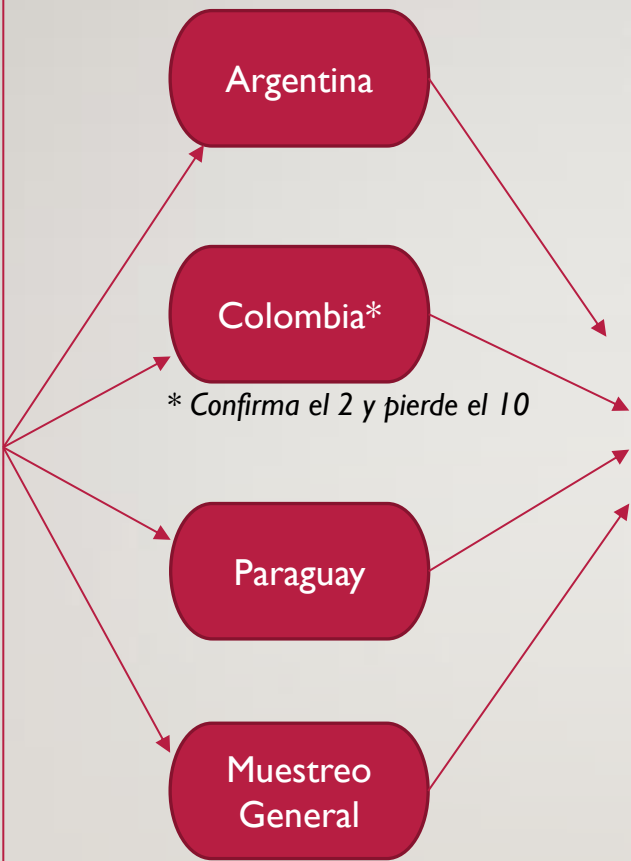 Argentina
Colombia*
* Confirma el 2 y pierde el 10
Paraguay
Muestreo
General